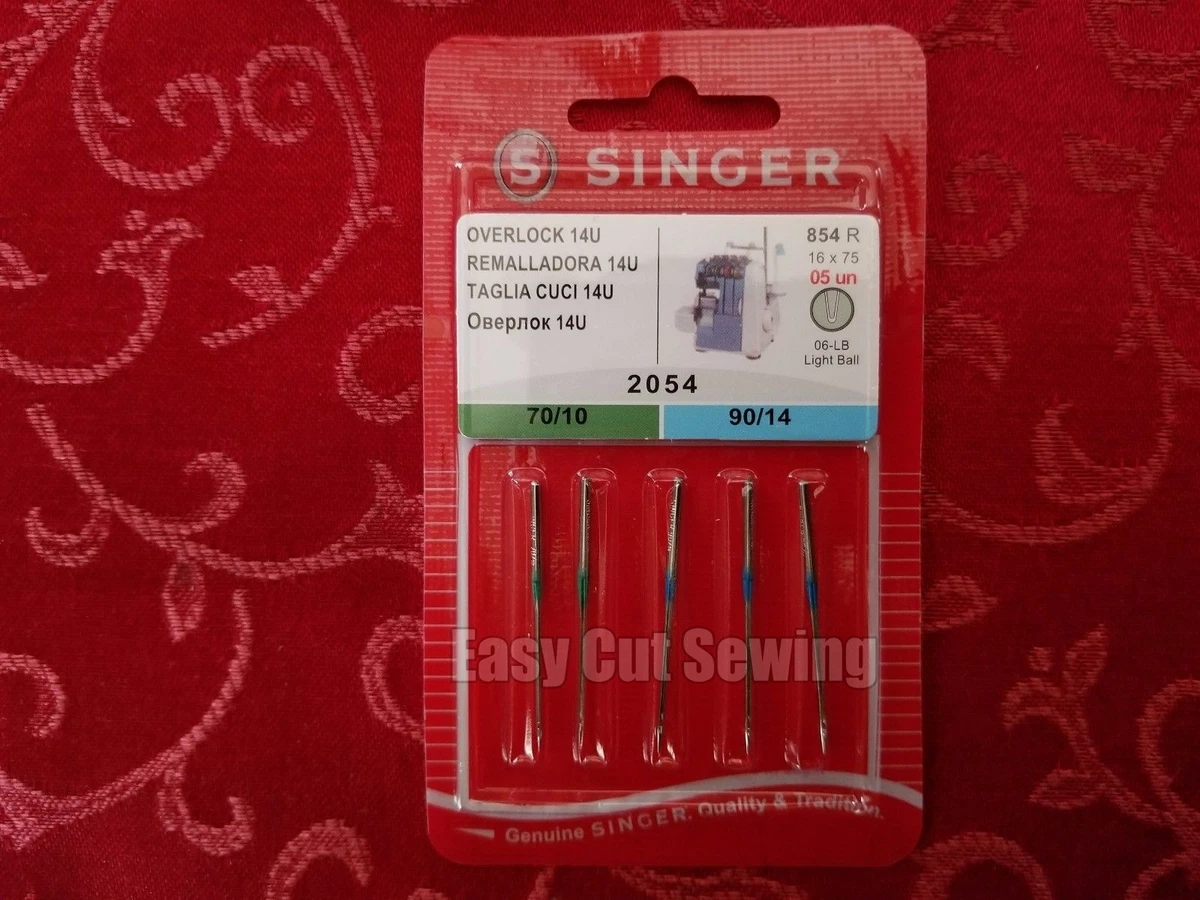 S SINGER
OVERLOCK 14U
REMALLADORA 14U
TAGLIA CUCI 14U
Оверлок 14U
854 R
16 x 75
05 un
06-LB
Light Ball
2054
70/10
90/14
Easy Cut Sewing
Genuine SINGER. Quality & Tradition.